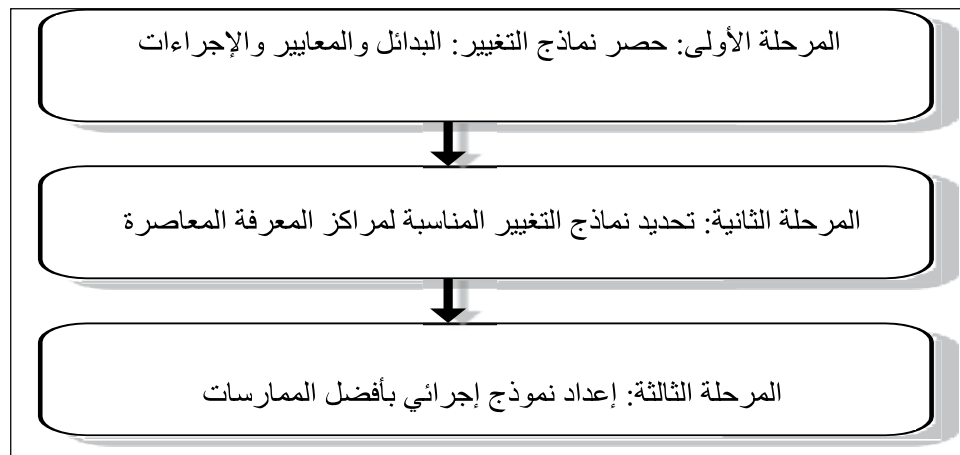 المرحلة الأولى: حصر نماذج التغيير: البدائل والمعايير والإجراءات
المرحلة الثانية: تحديد نماذج التغيير المناسبة لمراكز المعرفة المعاصرة
المرحلة الثالثة: إعداد نموذج إجرائي بأفضل الممارسات